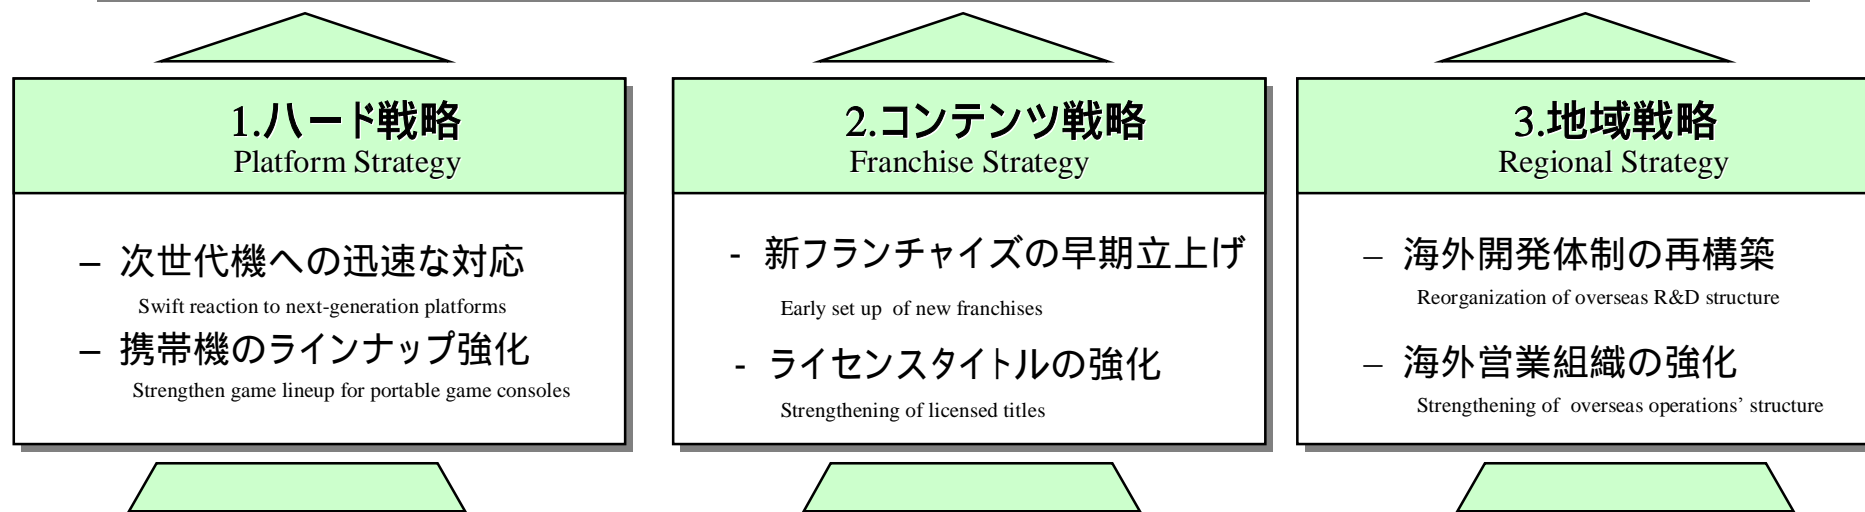 1.ハード戦略
Platform Strategy
– 次世代機への迅速な対応
Swift reaction to next-generation platforms
– 携帯機のラインナップ強化
Strengthen game lineup for portable game consoles
2.コンテンツ戦略
Franchise Strategy
- 新フランチャイズの早期立上げ
Early set up of new franchises
- ライセンスタイトルの強化
Strengthening of licensed titles
3.地域戦略
Regional Strategy
– 海外開発体制の再構築
Reorganization of overseas R&D structure
– 海外営業組織の強化
Strengthening of overseas operations’ structure